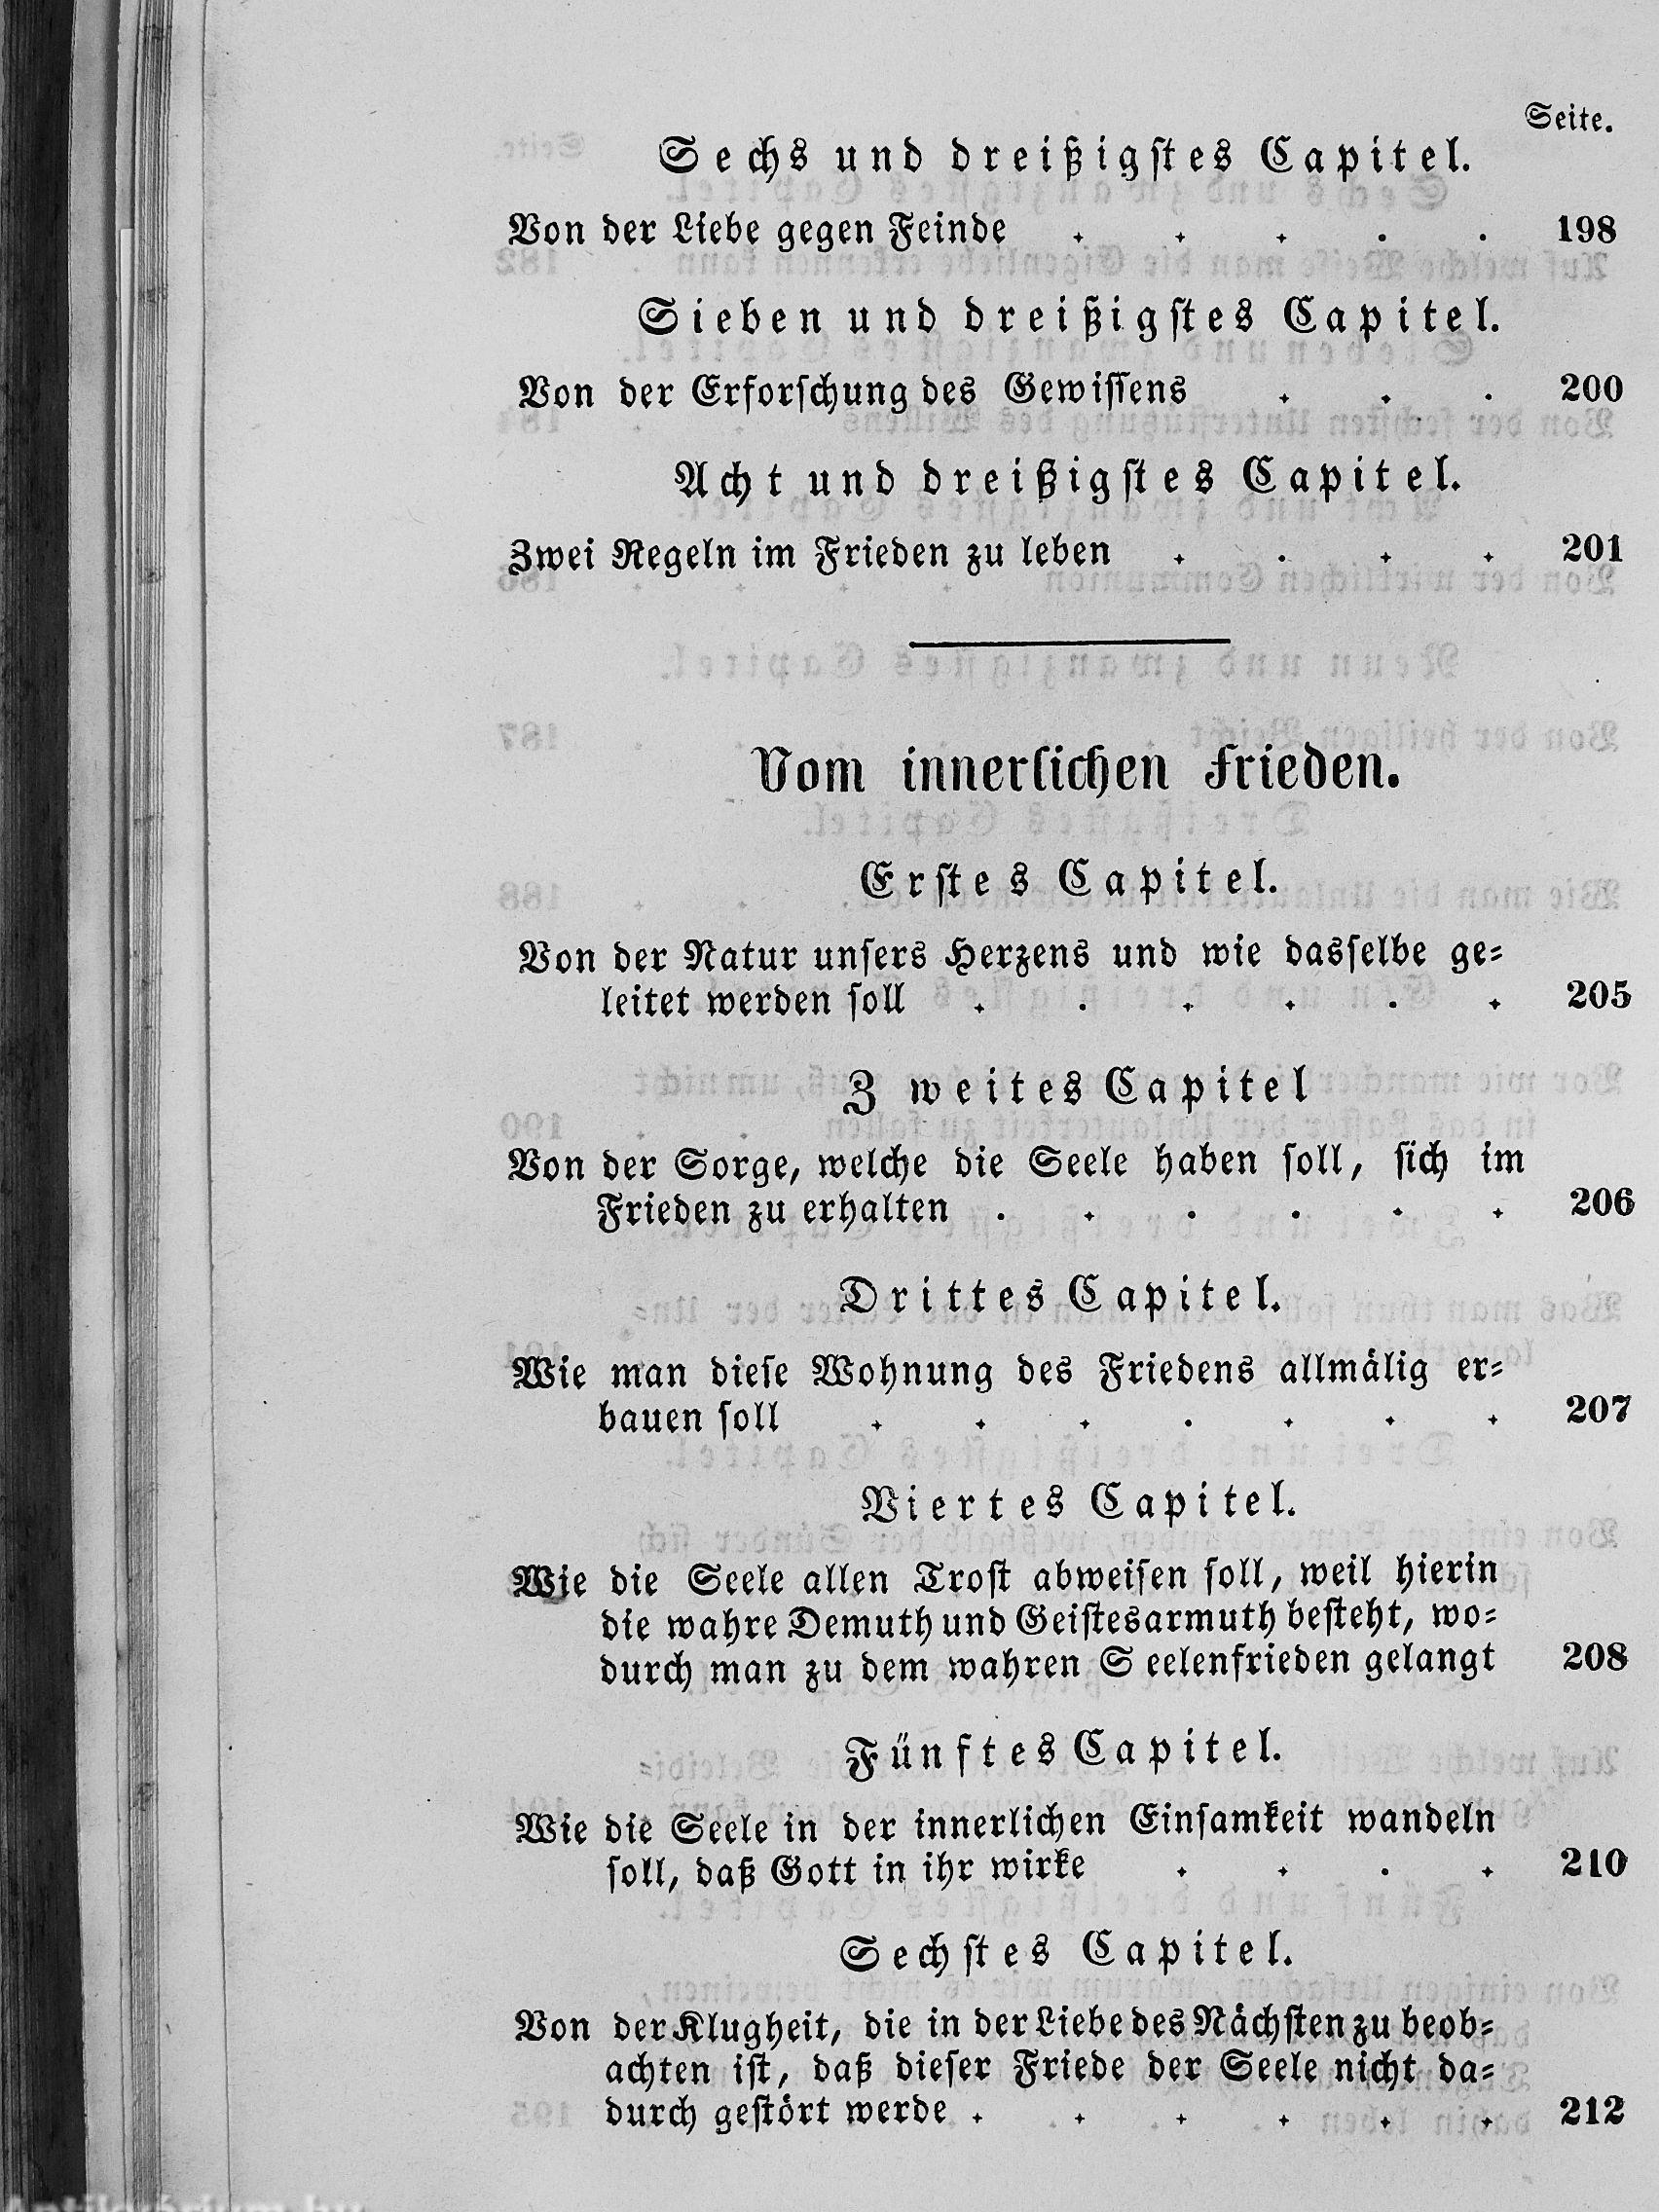 Seite.
Sechs und dreißigſtes Capitel.
Von der Liebe gegen Feinde . . . . . 198
Sieben und dreißigſtes Capitel.
Von der Erforſchung des Gewiſſens . . . 200
Acht und dreißigſtes Capitel.
Zwei Regeln im Frieden zu leben . . . . 201
Vom innerlichen Frieden.
Erſtes Capitel.
Von der Natur unſers Herzens und wie dasſelbe ge=
leitet werden ſoll . . . . . . 205
Zweites Capitel
Von der Sorge, welche die Seele haben ſoll, ſich im
Frieden zu erhalten . . . . . . 206
Drittes Capitel.
Wie man dieſe Wohnung des Friedens allmälig er=
bauen ſoll . . . . . . . 207
Viertes Capitel.
Wie die Seele allen Troſt abweiſen ſoll, weil hierin
die wahre Demuth und Geiſtesarmuth beſteht, wo=
durch man zu dem wahren Seelenfrieden gelangt 208
Fünftes Capitel.
Wie die Seele in der innerlichen Einſamkeit wandeln
ſoll, daß Gott in ihr wirke . . . . 210
Sechſtes Capitel.
Von der Klugheit, die in der Liebe des Nächſten zu beob=
achten iſt, daß dieſer Friede der Seele nicht da=
durch geſtört werde . . . . . . 212